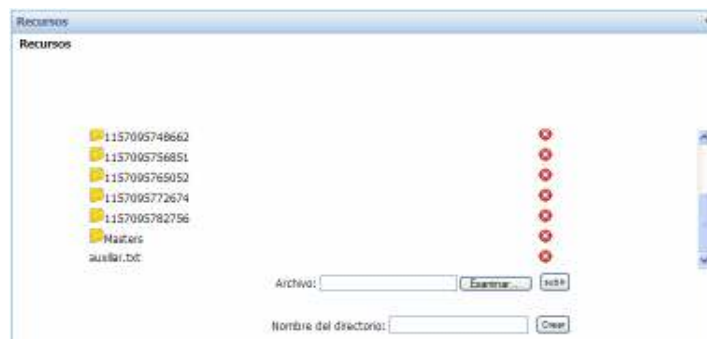 Recursos
Recursos
1157095748662
1157095756851
1157095765052
1157095772674
1157095782756
Masters
auxiliar.txt
Archivo: Examinar... subir
Nombre del directorio: Crear